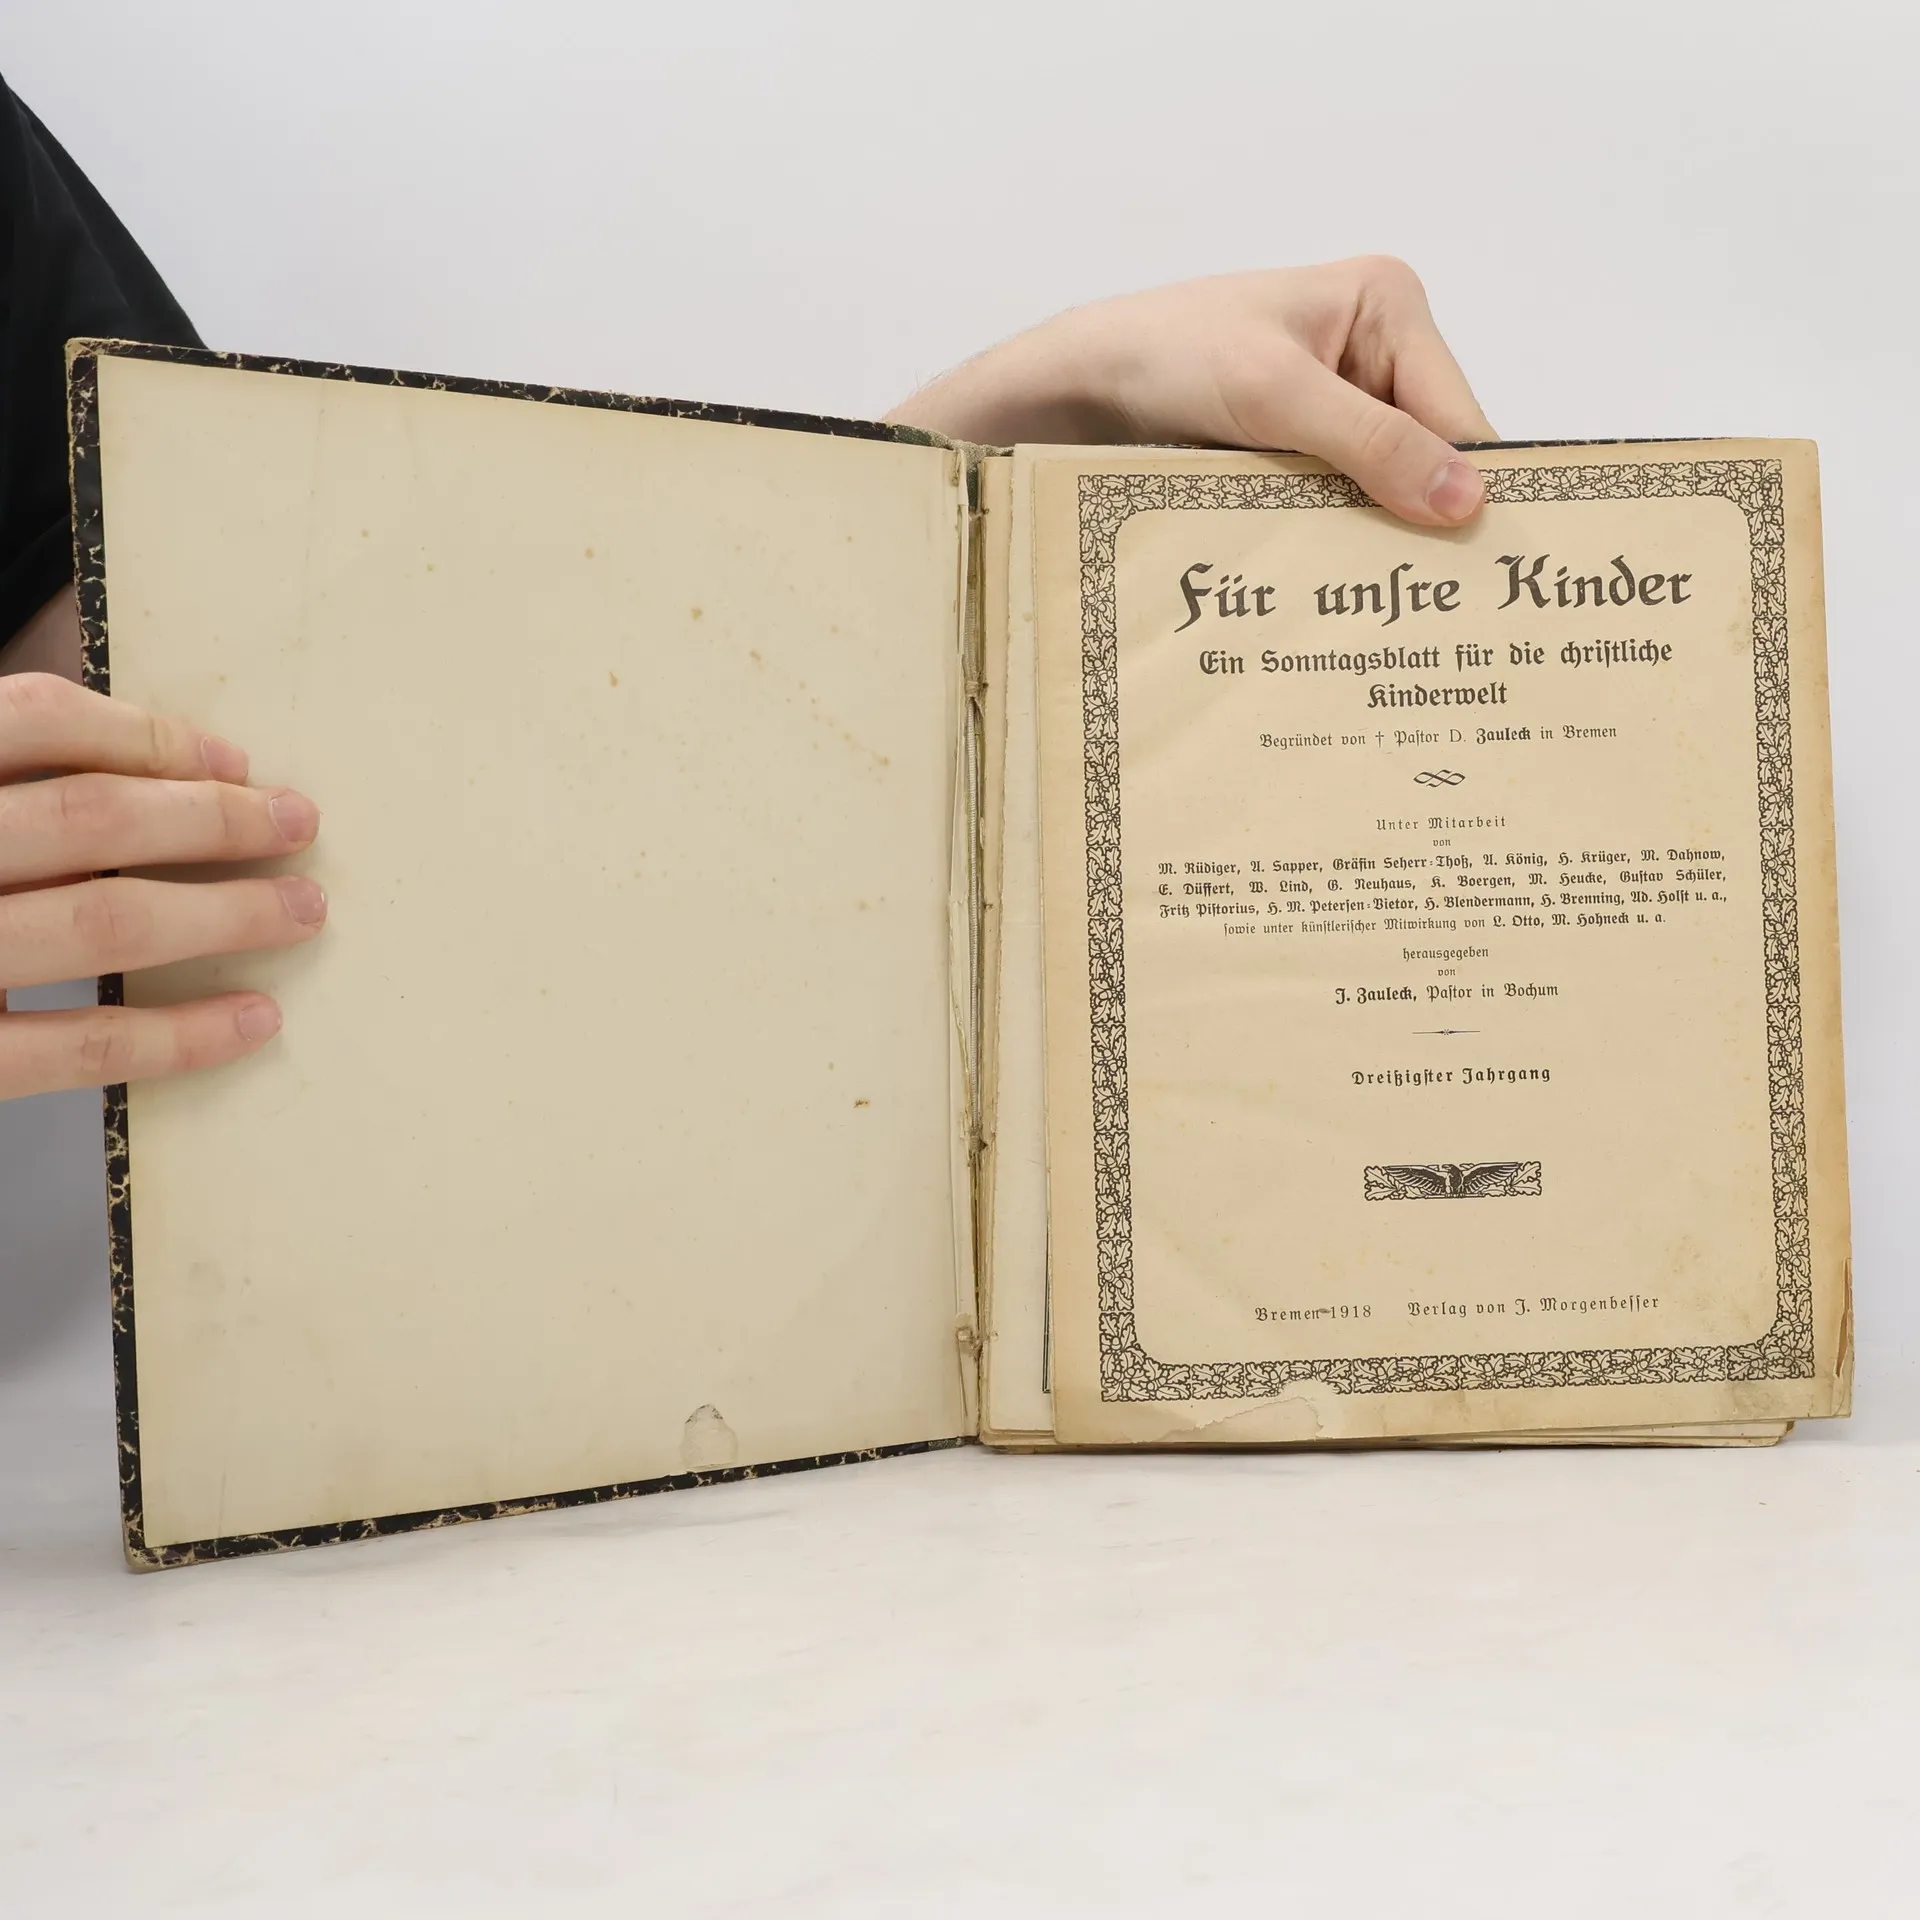 Für unſre Kinder
Ein Sonntagsblatt für die chriſtliche
Kinderwelt
Begründet von † Paſtor D. Zauleck in Bremen
Unter Mitarbeit
von
M. Rüdiger, A. Sapper, Gräfin Seherr-Thoß, A. König, H. Krüger, M. Dahnow,
E. Düffert, W. Lind, G. Neuhaus, K. Boergen, M. Heucke, Guſtav Schüler,
Fritz Piſtorius, H. M. Peterſen-Vietor, H. Blendermann, H. Brenning, Ad. Holſt u. a.,
ſowie unter künſtleriſcher Mitwirkung von L. Otto, M. Hohneck u. a.
herausgegeben
von
J. Zauleck, Paſtor in Bochum
Dreißigſter Jahrgang
Bremen-1918 Verlag von J. Morgenbeſſer